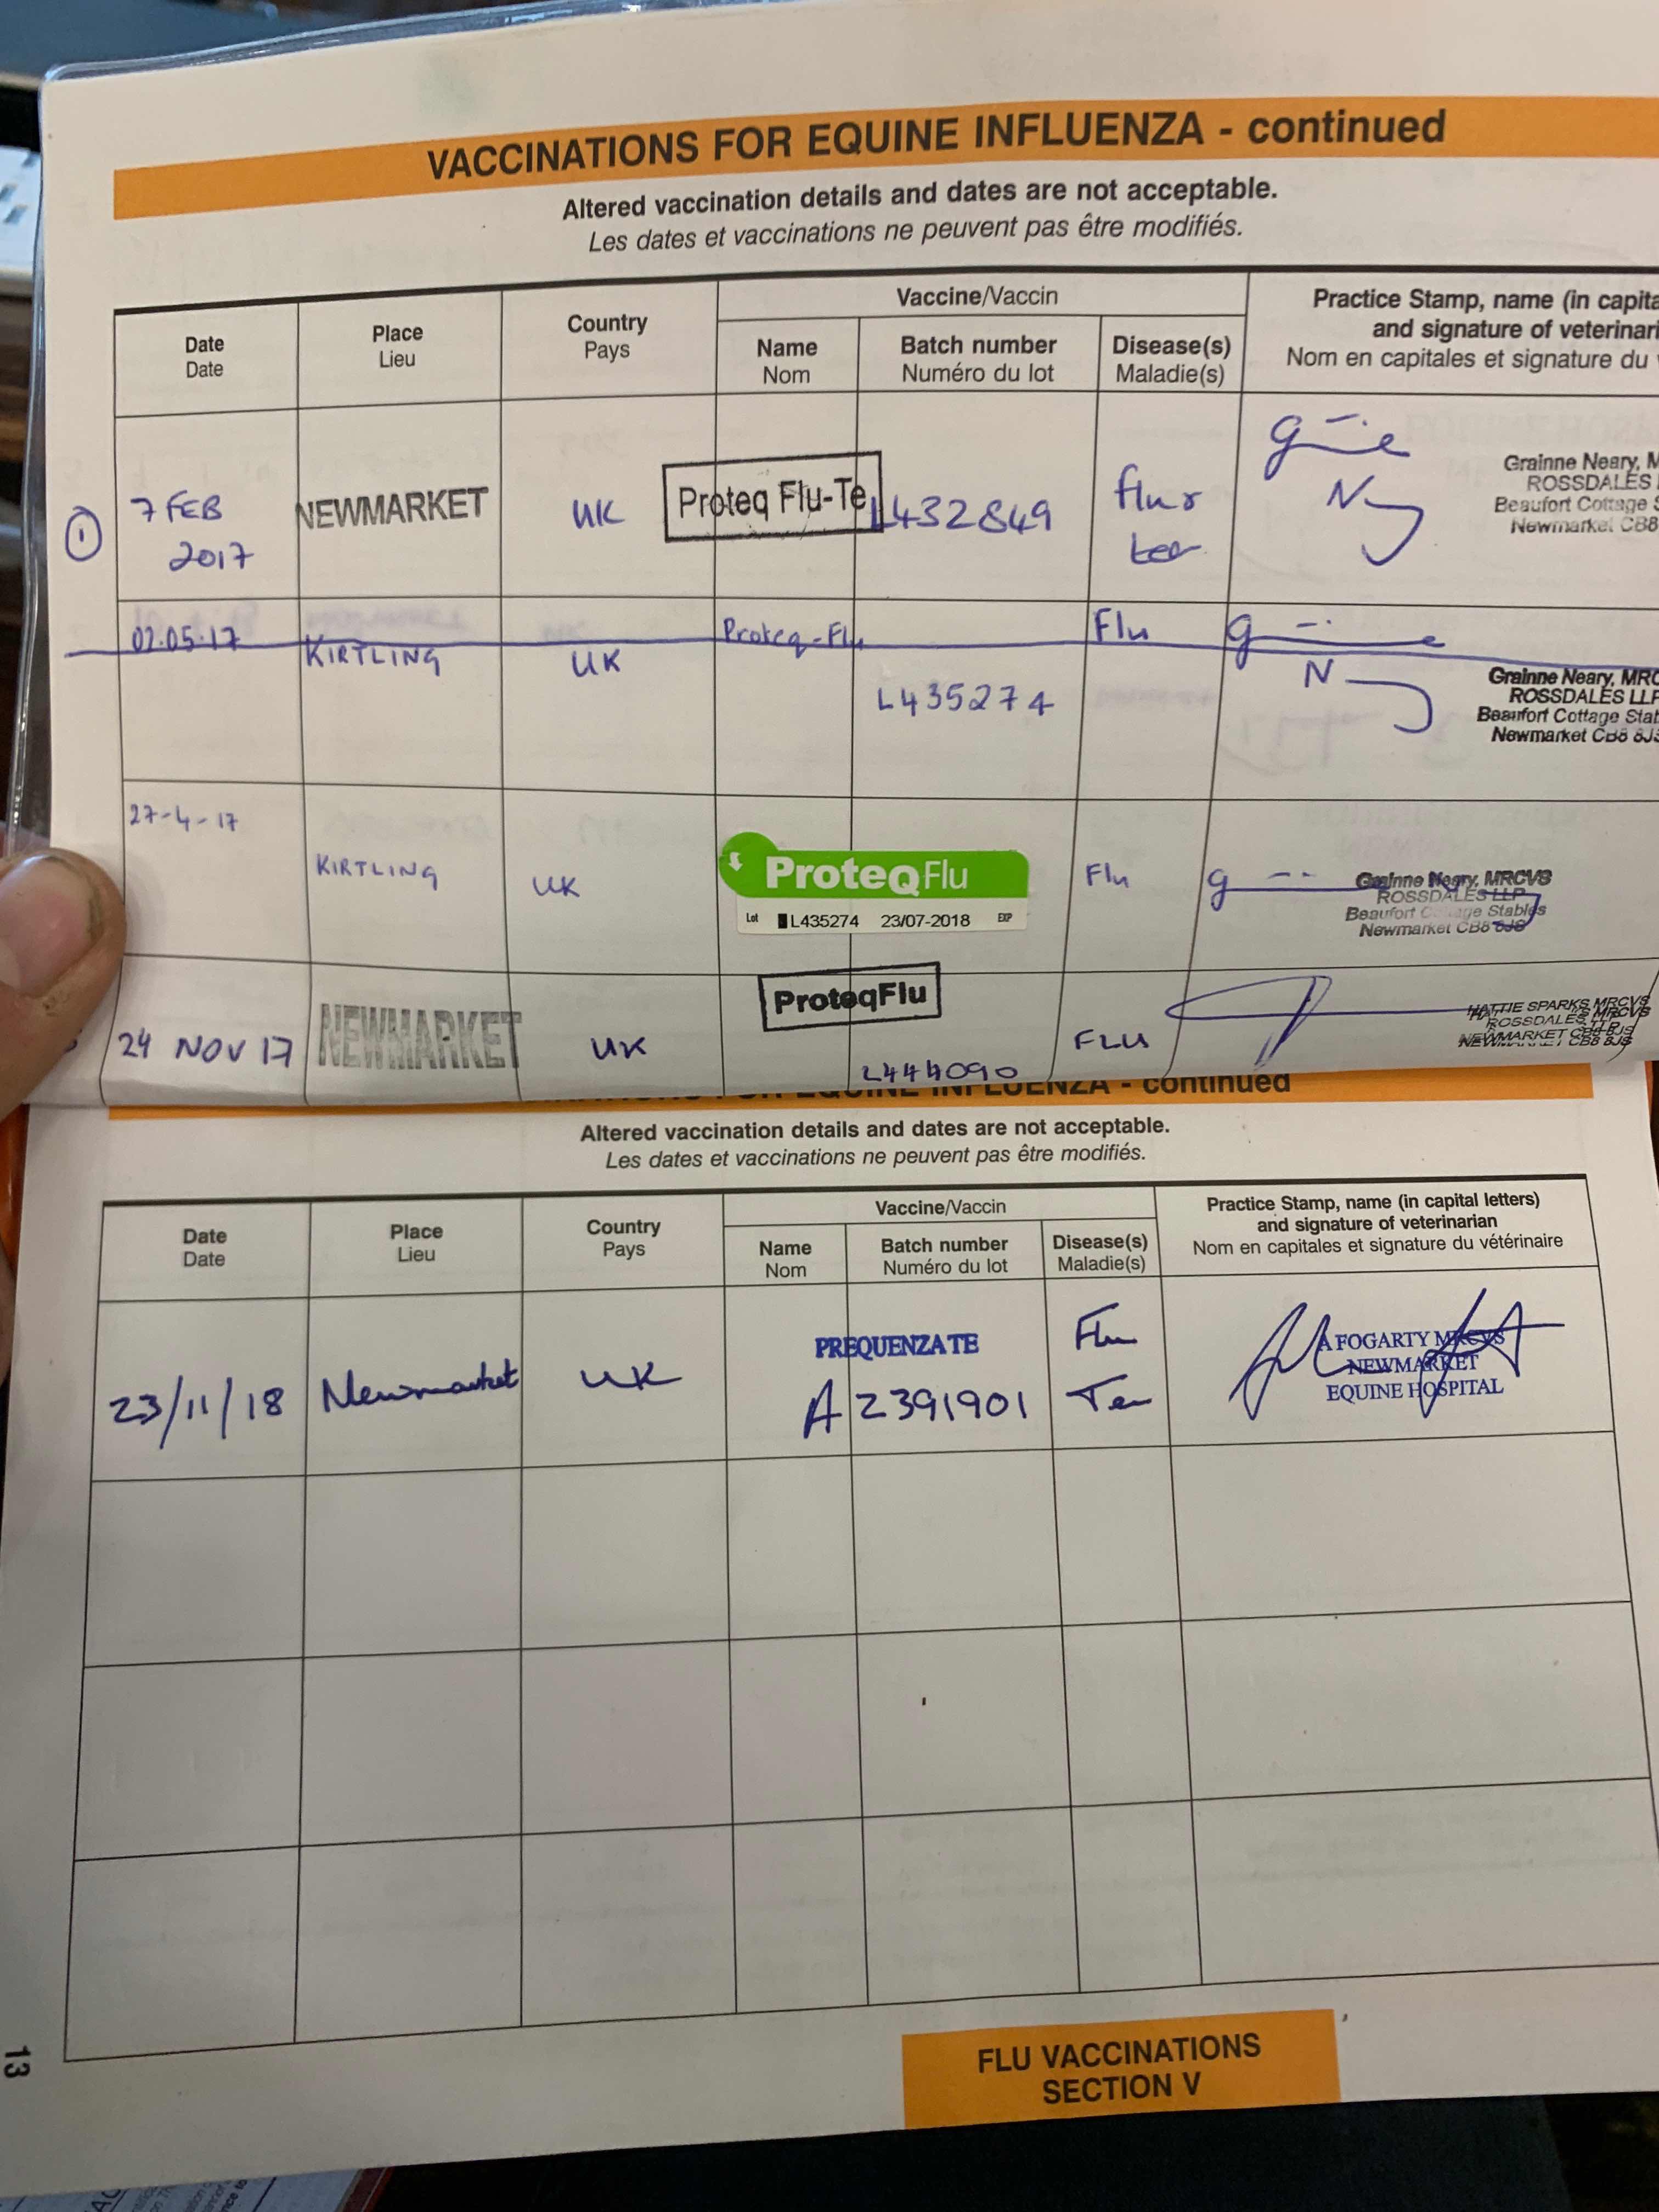 VACCINATIONS FOR EQUINE INFLUENZA - continued
Altered vaccination details and dates are not acceptable.
Les dates et vaccinations ne peuvent pas être modifiés.
Date
Date
Place
Lieu
Country
Pays
Vaccine/Vaccin
Name
Nom
Batch number
Numéro du lot
Disease(s)
Maladie(s)
Practice Stamp, name (in capita
and signature of veterinari
Nom en capitales et signature du
1
7 FEB
2017
NEWMARKET
UK
Proteq Flu-Te
L432849
flu
Grainne Neary, M
ROSSDALES
Beaufort Cottage S
Newmarket CB8
02.05.17
KIRTLING
UK
Proteq-Flu
L435274
Flu
N
Grainne Neary, MRC
ROSSDALES LLP
Beaufort Cottage Stab
Newmarket CB8 8JS
27-4-17
KIRTLING
UK
ProteqFlu
Lot L435274 23/07-2018 EXP
Flu
Grainne Neary, MRCVS
ROSSDALES LLP
Beaufort Cottage Stables
Newmarket CB8 8JS
24 NOV 17
NEWMARKET
UK
ProteqFlu
L444090
FLU
HATTIE SPARKS MRCVS
ROSSDALES LLP
NEWMARKET CB8 8JS
EQUINE INFLUENZA - continued
Altered vaccination details and dates are not acceptable.
Les dates et vaccinations ne peuvent pas être modifiés.
Date
Date
Place
Lieu
Country
Pays
Vaccine/Vaccin
Name
Nom
Batch number
Numéro du lot
Disease(s)
Maladie(s)
Practice Stamp, name (in capital letters)
and signature of veterinarian
Nom en capitales et signature du vétérinaire
23/11/18
Newmarket
UK
PREQUENZA TE
A2391901
Flu
Tet
A FOGARTY MRCVS
NEWMARKET
EQUINE HOSPITAL
FLU VACCINATIONS
SECTION V
13